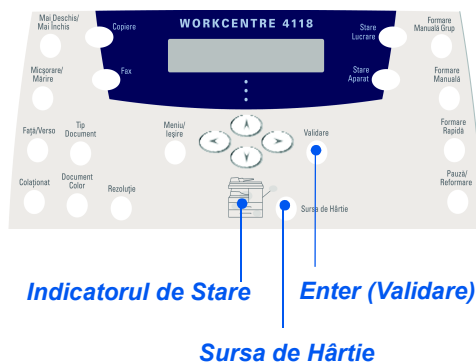 WORKCENTRE 4118
Mai Deschis/
Mai Închis
Copiere
Stare
Lucrare
Formare
Manuală Grup
Micşorare/
Mărire
Fax
Stare
Aparat
Formare
Manuală
Faţă/Verso
Tip
Document
Meniu/
Ieşire
Validare
Formare
Rapidă
Colaţionat
Document
Color
Rezoluţie
Sursa de Hârtie
Pauză/
Reformare
Indicatorul de Stare
Enter (Validare)
Sursa de Hârtie